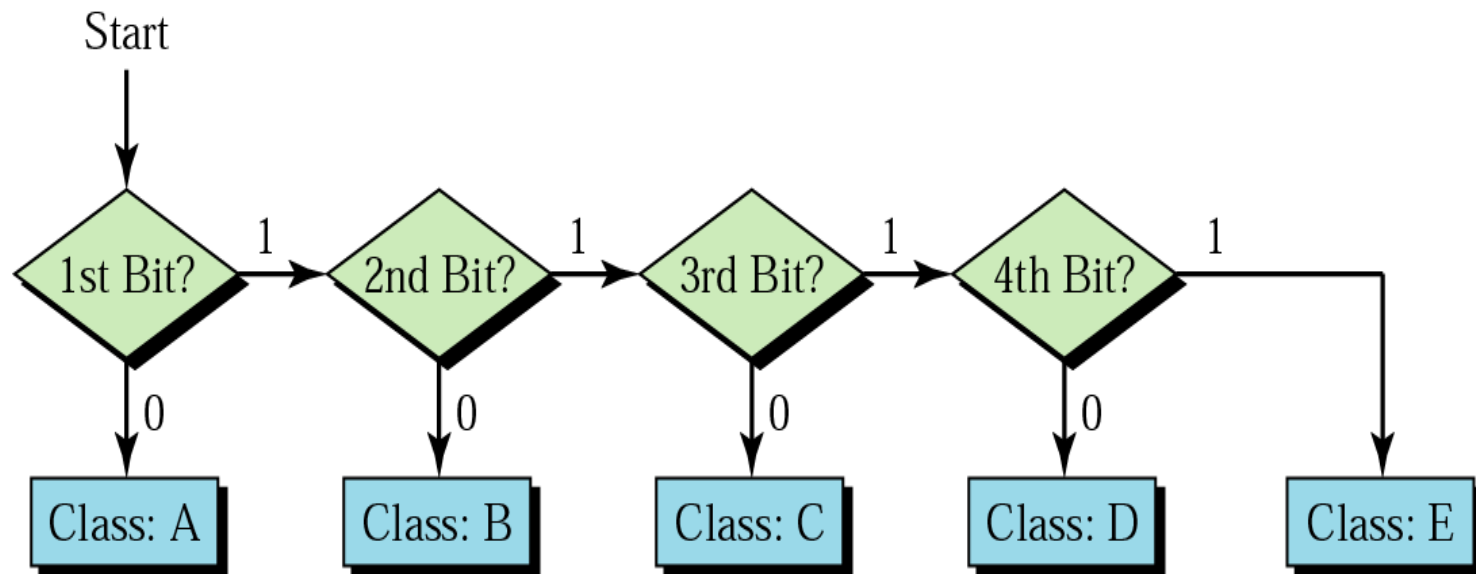 Start
1st Bit?
1
2nd Bit?
1
3rd Bit?
1
4th Bit?
1
0
0
0
0
Class: A
Class: B
Class: C
Class: D
Class: E